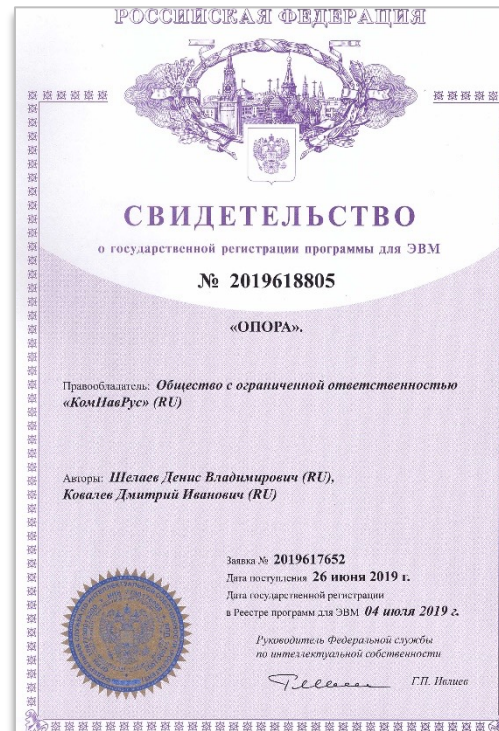 РОССИЙСКАЯ ФЕДЕРАЦИЯ
СВИДЕТЕЛЬСТВО
о государственной регистрации программы для ЭВМ
№ 2019618805
«ОПОРА».
Правообладатель: Общество с ограниченной ответственностью
«КомНавРус» (RU)
Авторы: Шелаев Денис Владимирович (RU),
Ковалев Дмитрий Иванович (RU)
Заявка № 2019617652
Дата поступления 26 июня 2019 г.
Дата государственной регистрации
в Реестре программ для ЭВМ 04 июля 2019 г.
Руководитель Федеральной службы
по интеллектуальной собственности
Г.П. Ивлиев